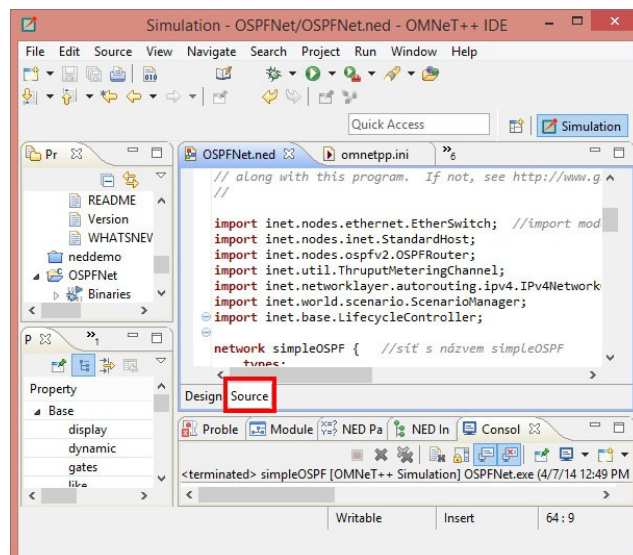 Simulation - OSPFNet/OSPFNet.ned - OMNeT++ IDE
File Edit Source View Navigate Search Project Run Window Help
Quick Access
Simulation
Pr
README
Version
WHATSNEV
neddemo
OSPFNet
Binaries
OSPFNet.ned omnetpp.ini »6
// along with this program. If not, see http://www.g
//
import inet.nodes.ethernet.EtherSwitch; //import mod
import inet.nodes.inet.StandardHost;
import inet.nodes.ospfv2.OSPFRouter;
import inet.util.ThruputMeteringChannel;
import inet.networklayer.autorouting.ipv4.IPv4Network
import inet.world.scenario.ScenarioManager;
import inet.base.LifecycleController;
network simpleOSPF { //síť s názvem simpleOSPF
types:
Design Source
P »1
Property
Base
display
dynamic
gates
like
Proble Module NED Pa NED In Consol
<terminated> simpleOSPF [OMNeT++ Simulation] OSPFNet.exe (4/7/14 12:49 PM
Writable Insert 64 : 9